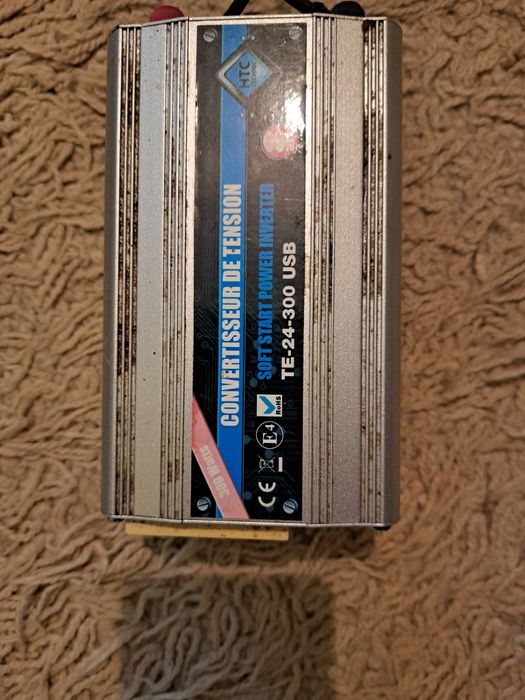 HTC
CONVERTISSEUR DE TENSION
SOFT START POWER INVERTER
TE-24-300 USB
300 Watts
CE
E4
RoHS